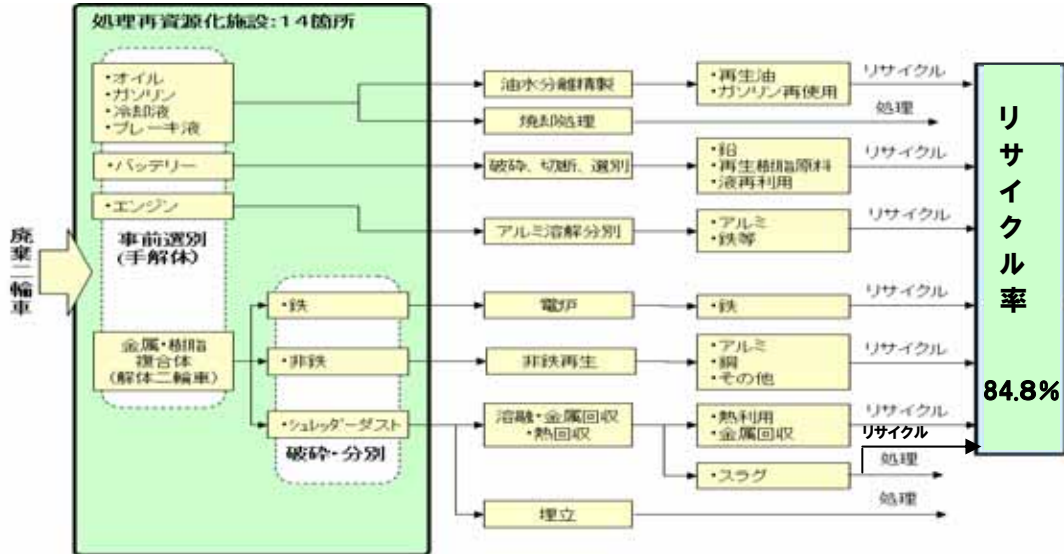 処理再資源化施設:14箇所
・オイル
・ガソリン
・冷却液
・ブレーキ液
油水分離精製
・再生油
・ガソリン再使用
リサイクル
焼却処理
処理
・バッテリー
破砕、切断、選別
・鉛
・再生樹脂原料
・液再利用
リサイクル
・エンジン
アルミ溶解分別
・アルミ
・鉄等
リサイクル
事前選別
(手解体)
廃棄二輪車
・鉄
電炉
・鉄
リサイクル
金属・樹脂
複合体
(解体二輪車)
・非鉄
非鉄再生
・アルミ
・銅
・その他
リサイクル
・シュレッダーダスト
溶融・金属回収
・熱回収
・熱利用
・金属回収
リサイクル
破砕・分別
・スラグ
リサイクル
処理
埋立
処理
リサイクル率
84.8%